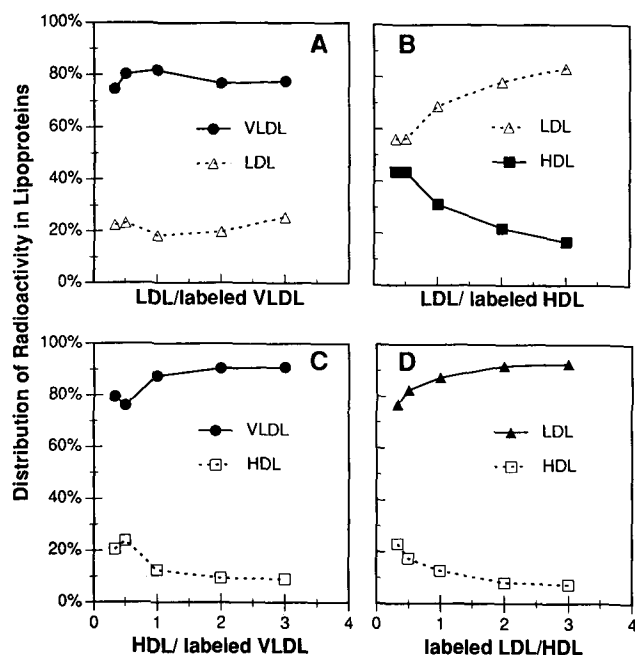 Distribution of Radioactivity in Lipoproteins
100%
80%
60%
40%
20%
0%
A
VLDL
LDL
LDL/labeled VLDL
B
LDL
HDL
LDL/ labeled HDL
100%
80%
60%
40%
20%
0%
C
VLDL
HDL
0 1 2 3 4
HDL/ labeled VLDL
D
LDL
HDL
0 1 2 3 4
labeled LDL/HDL